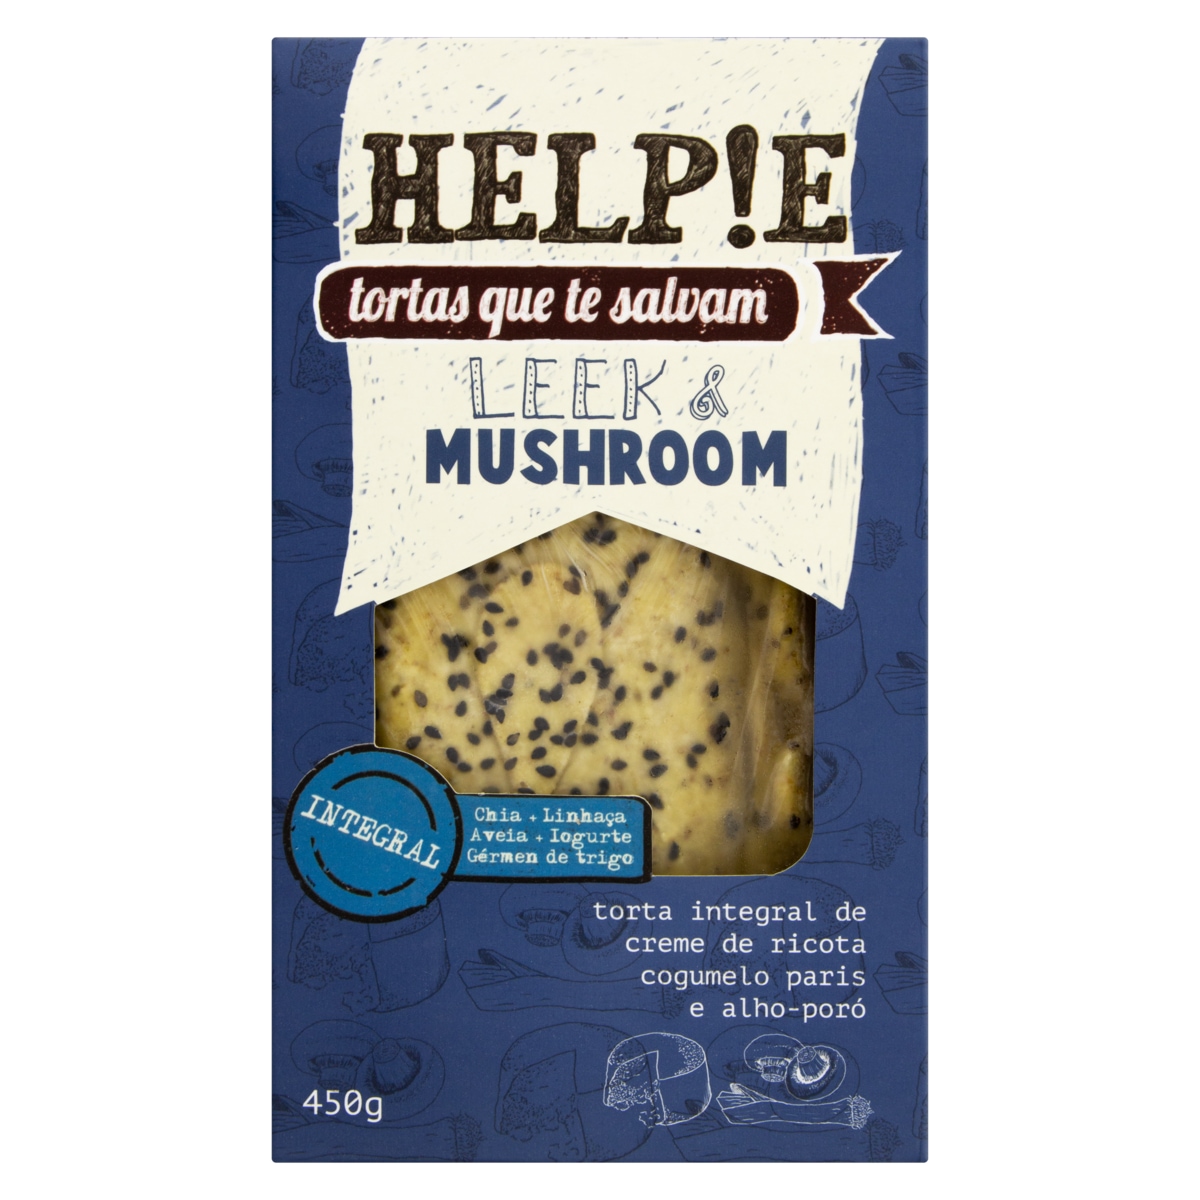 HELP!E
tortas que te salvam
LEEK &
MUSHROOM
INTEGRAL
Chia + Linhaça
Aveia + Iogurte
Gérmen de trigo
torta integral de
creme de ricota
cogumelo paris
e alho-poró
450g